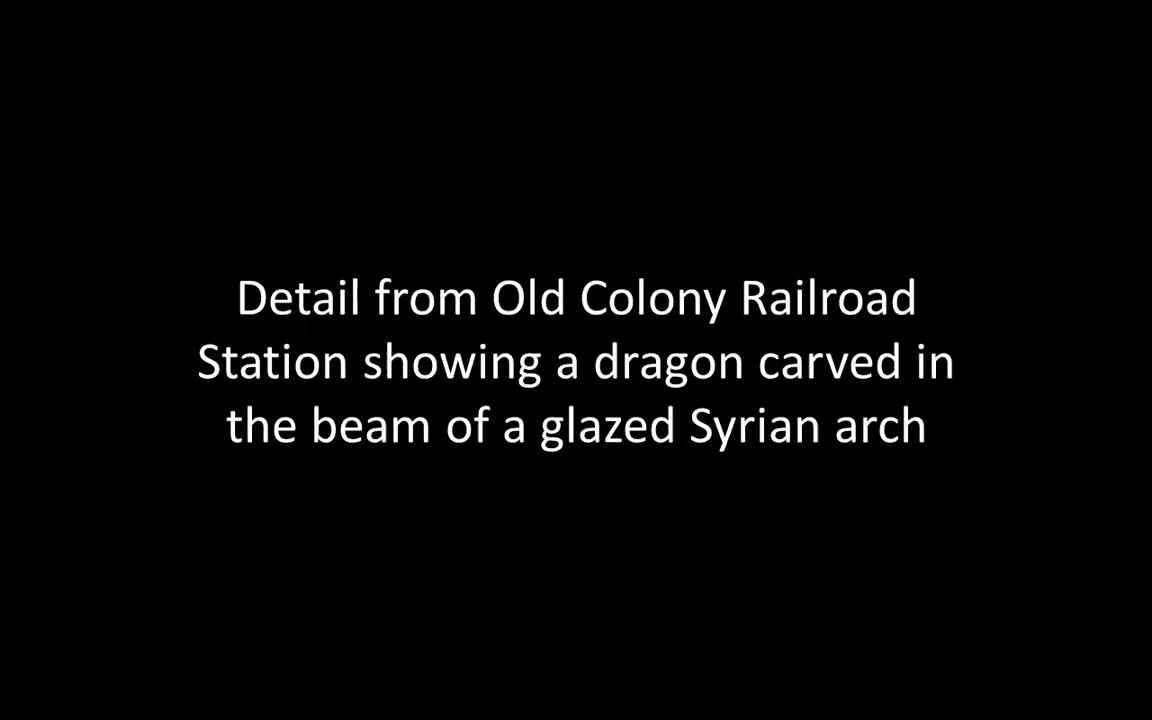 Detail from Old Colony Railroad
Station showing a dragon carved in
the beam of a glazed Syrian arch